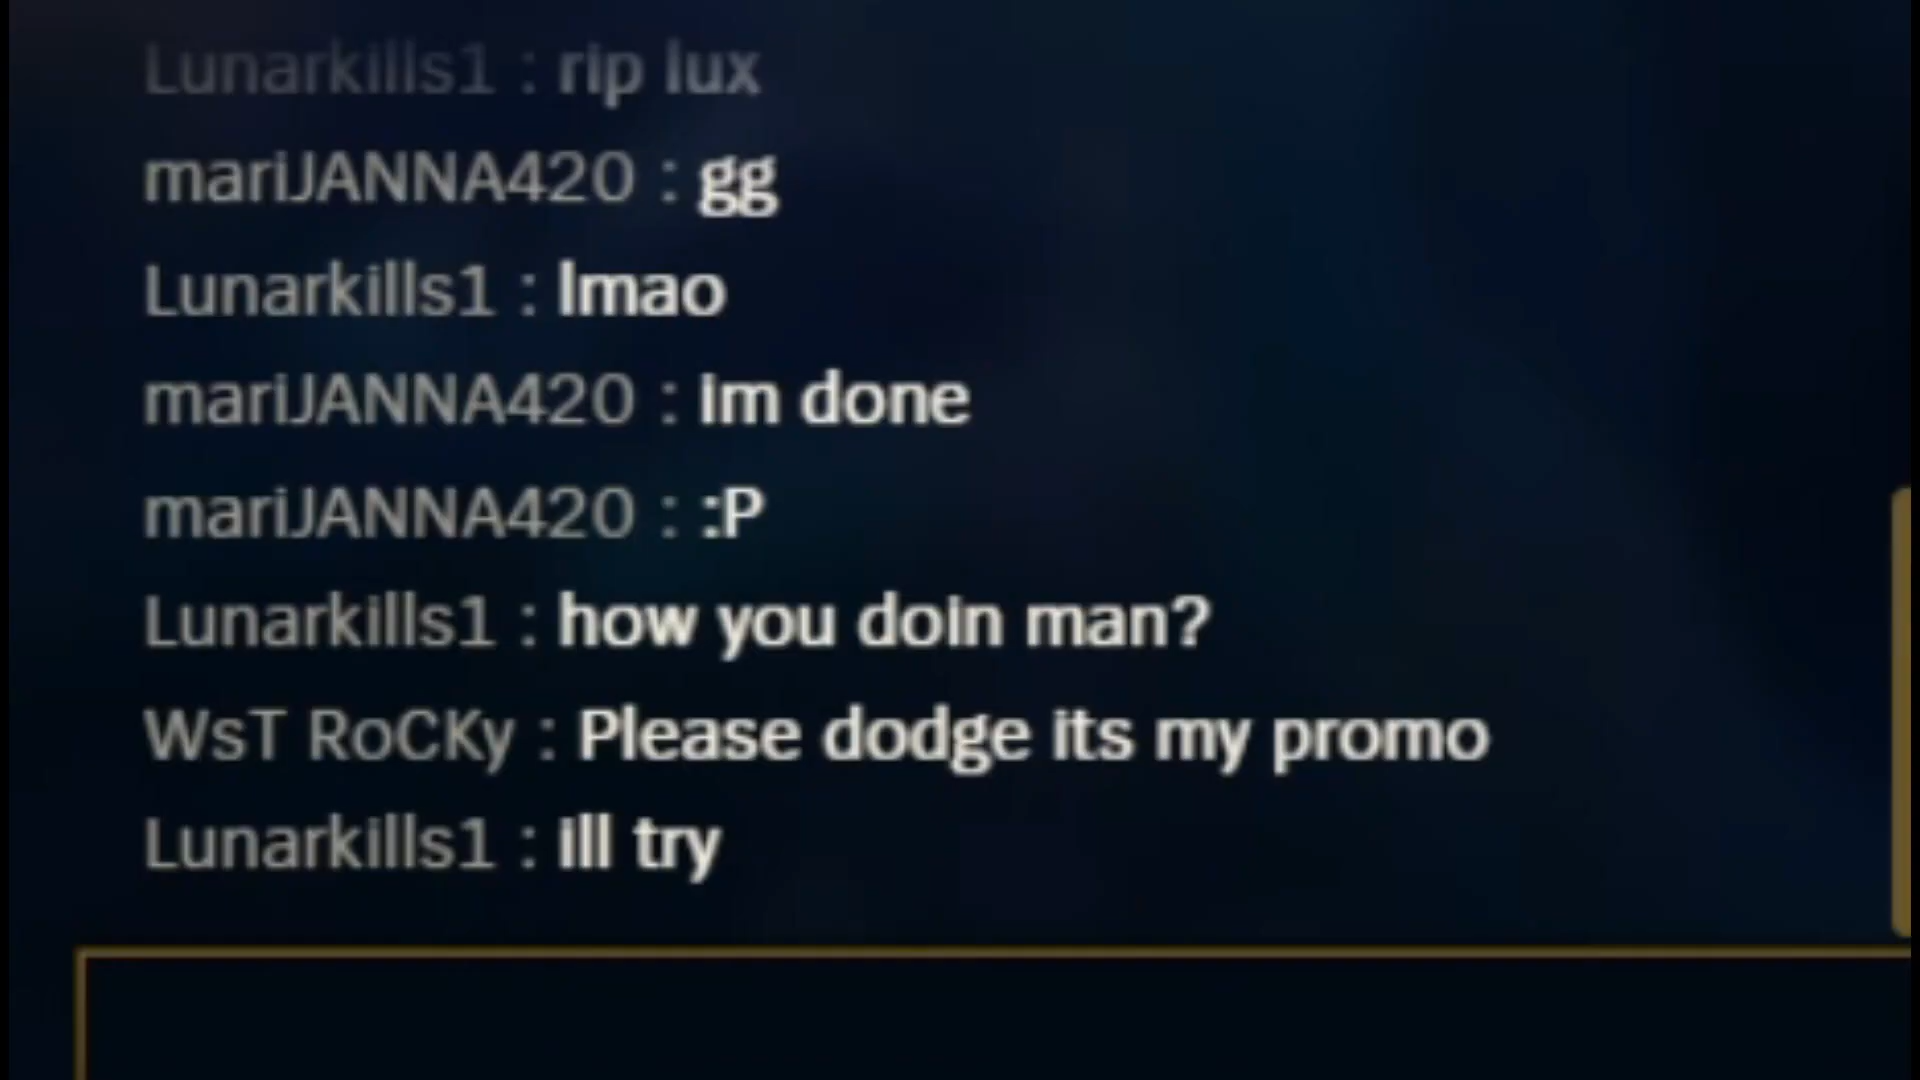 Lunarkills1 : rip lux
mariJANNA420 : gg
Lunarkills1 : lmao
mariJANNA420 : im done
mariJANNA420 : :P
Lunarkills1 : how you doin man?
WsT RoCKy : Please dodge its my promo
Lunarkills1 : ill try